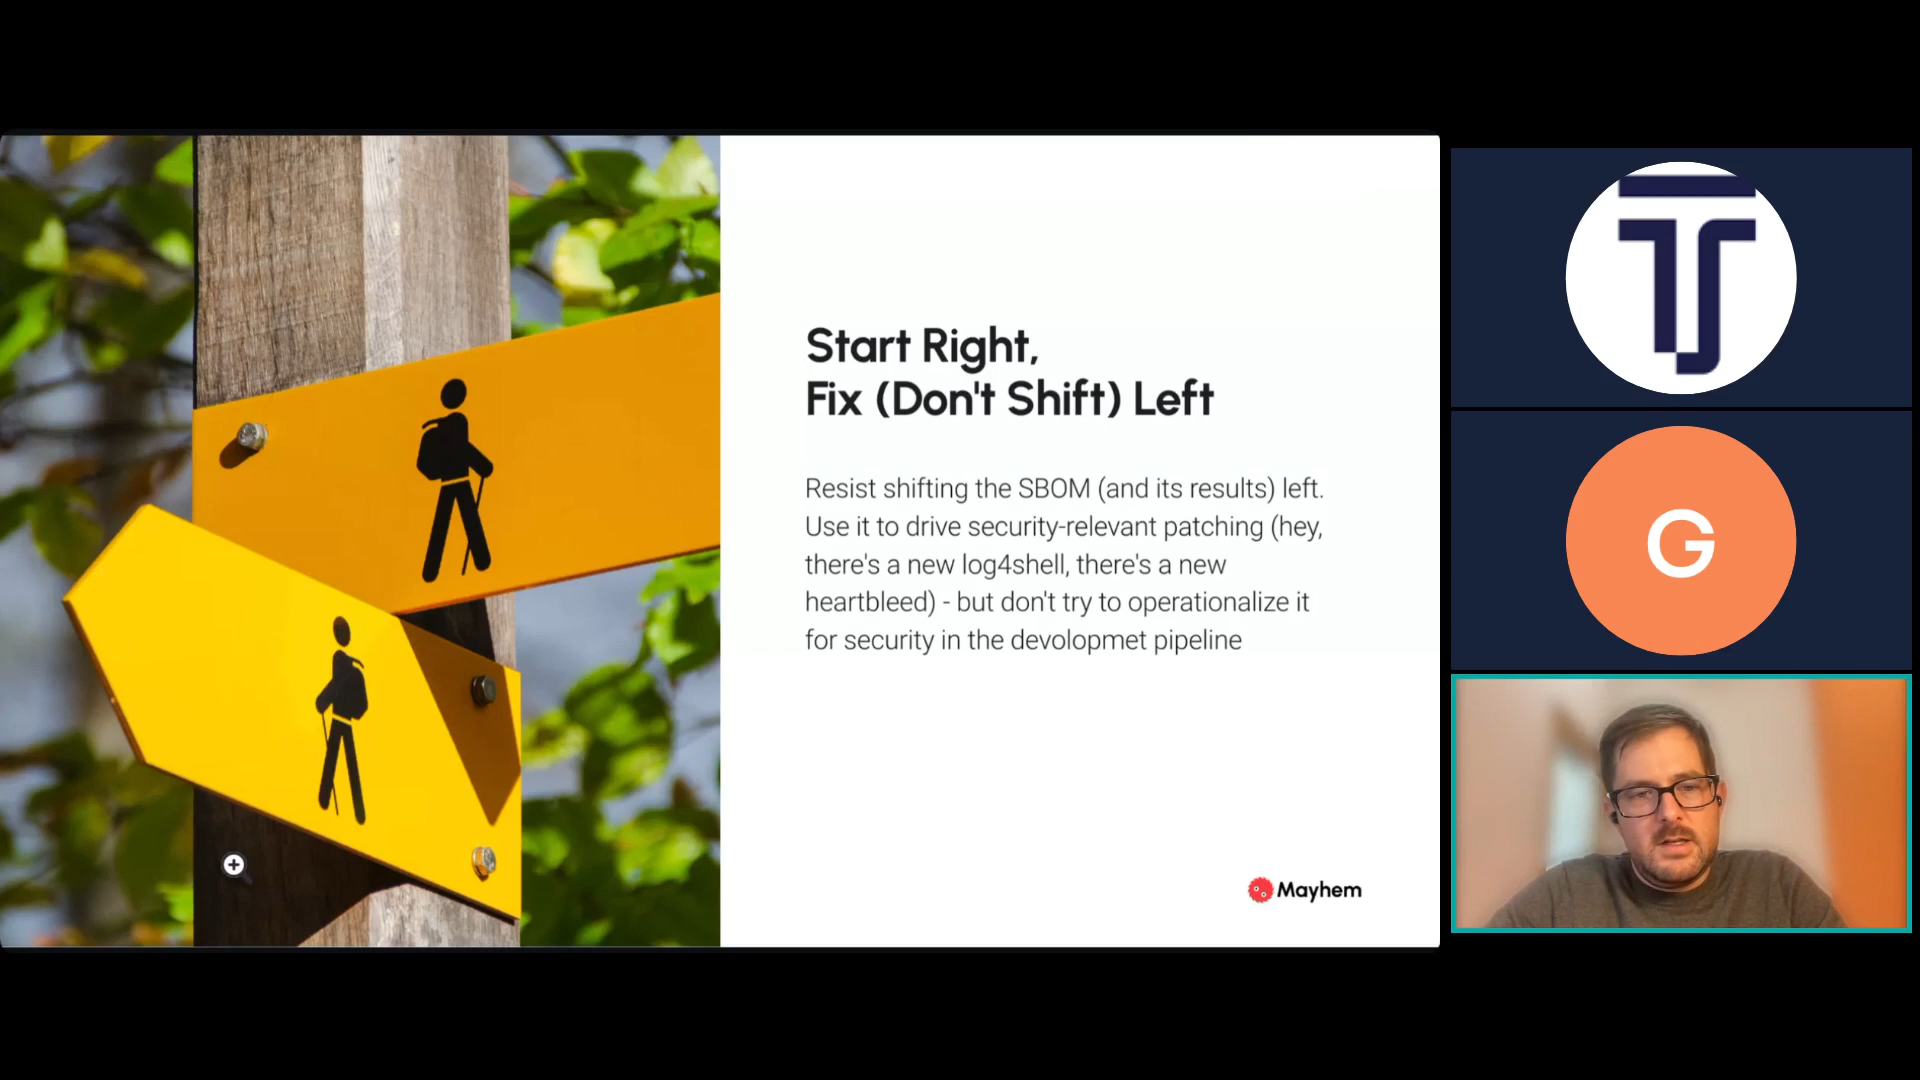 Start Right,
Fix (Don't Shift) Left
Resist shifting the SBOM (and its results) left.
Use it to drive security-relevant patching (hey,
there's a new log4shell, there's a new
heartbleed) - but don't try to operationalize it
for security in the devolopmet pipeline
Mayhem
TS
G